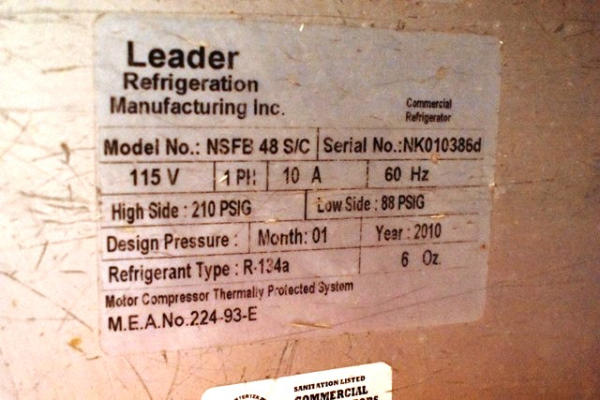 Leader
Refrigeration
Manufacturing Inc.
Commercial
Refrigerator
Model No.: NSFB 48 S/C Serial No.:NK010386d
115 V 1 PH 10 A 60 Hz
High Side : 210 PSIG Low Side : 88 PSIG
Design Pressure : Month: 01 Year : 2010
Refrigerant Type : R-134a 6 Oz.
Motor Compressor Thermally Protected System
M.E.A.No.224-93-E
SANITATION LISTED
COMMERCIAL